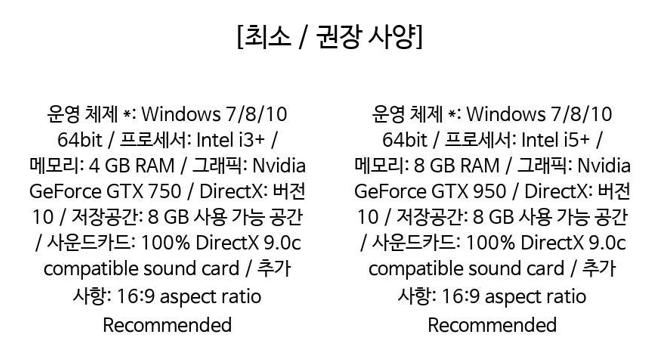 [최소 / 권장 사양]
운영 체제 *: Windows 7/8/10
64bit / 프로세서: Intel i3+ /
메모리: 4 GB RAM / 그래픽: Nvidia
GeForce GTX 750 / DirectX: 버전
10 / 저장공간: 8 GB 사용 가능 공간
/ 사운드카드: 100% DirectX 9.0c
compatible sound card / 추가
사항: 16:9 aspect ratio
Recommended
운영 체제 *: Windows 7/8/10
64bit / 프로세서: Intel i5+ /
메모리: 8 GB RAM / 그래픽: Nvidia
GeForce GTX 950 / DirectX: 버전
10 / 저장공간: 8 GB 사용 가능 공간
/ 사운드카드: 100% DirectX 9.0c
compatible sound card / 추가
사항: 16:9 aspect ratio
Recommended